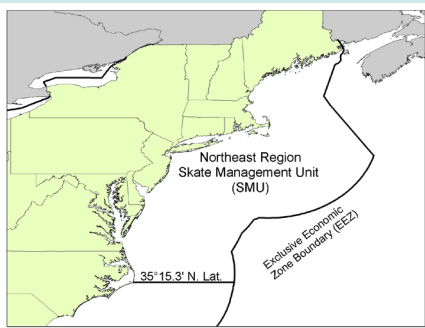 Northeast Region
Skate Management Unit
(SMU)
Exclusive Economic
Zone Boundary (EEZ)
35°15.3' N. Lat.